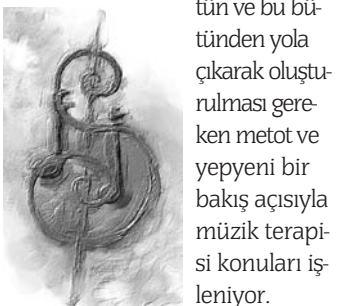 tün ve bu bü-
tünden yola
çıkarak oluştu-
rulması gere-
ken metot ve
yepyeni bir
bakış açısıyla
müzik terapi-
si konuları iş-
leniyor.